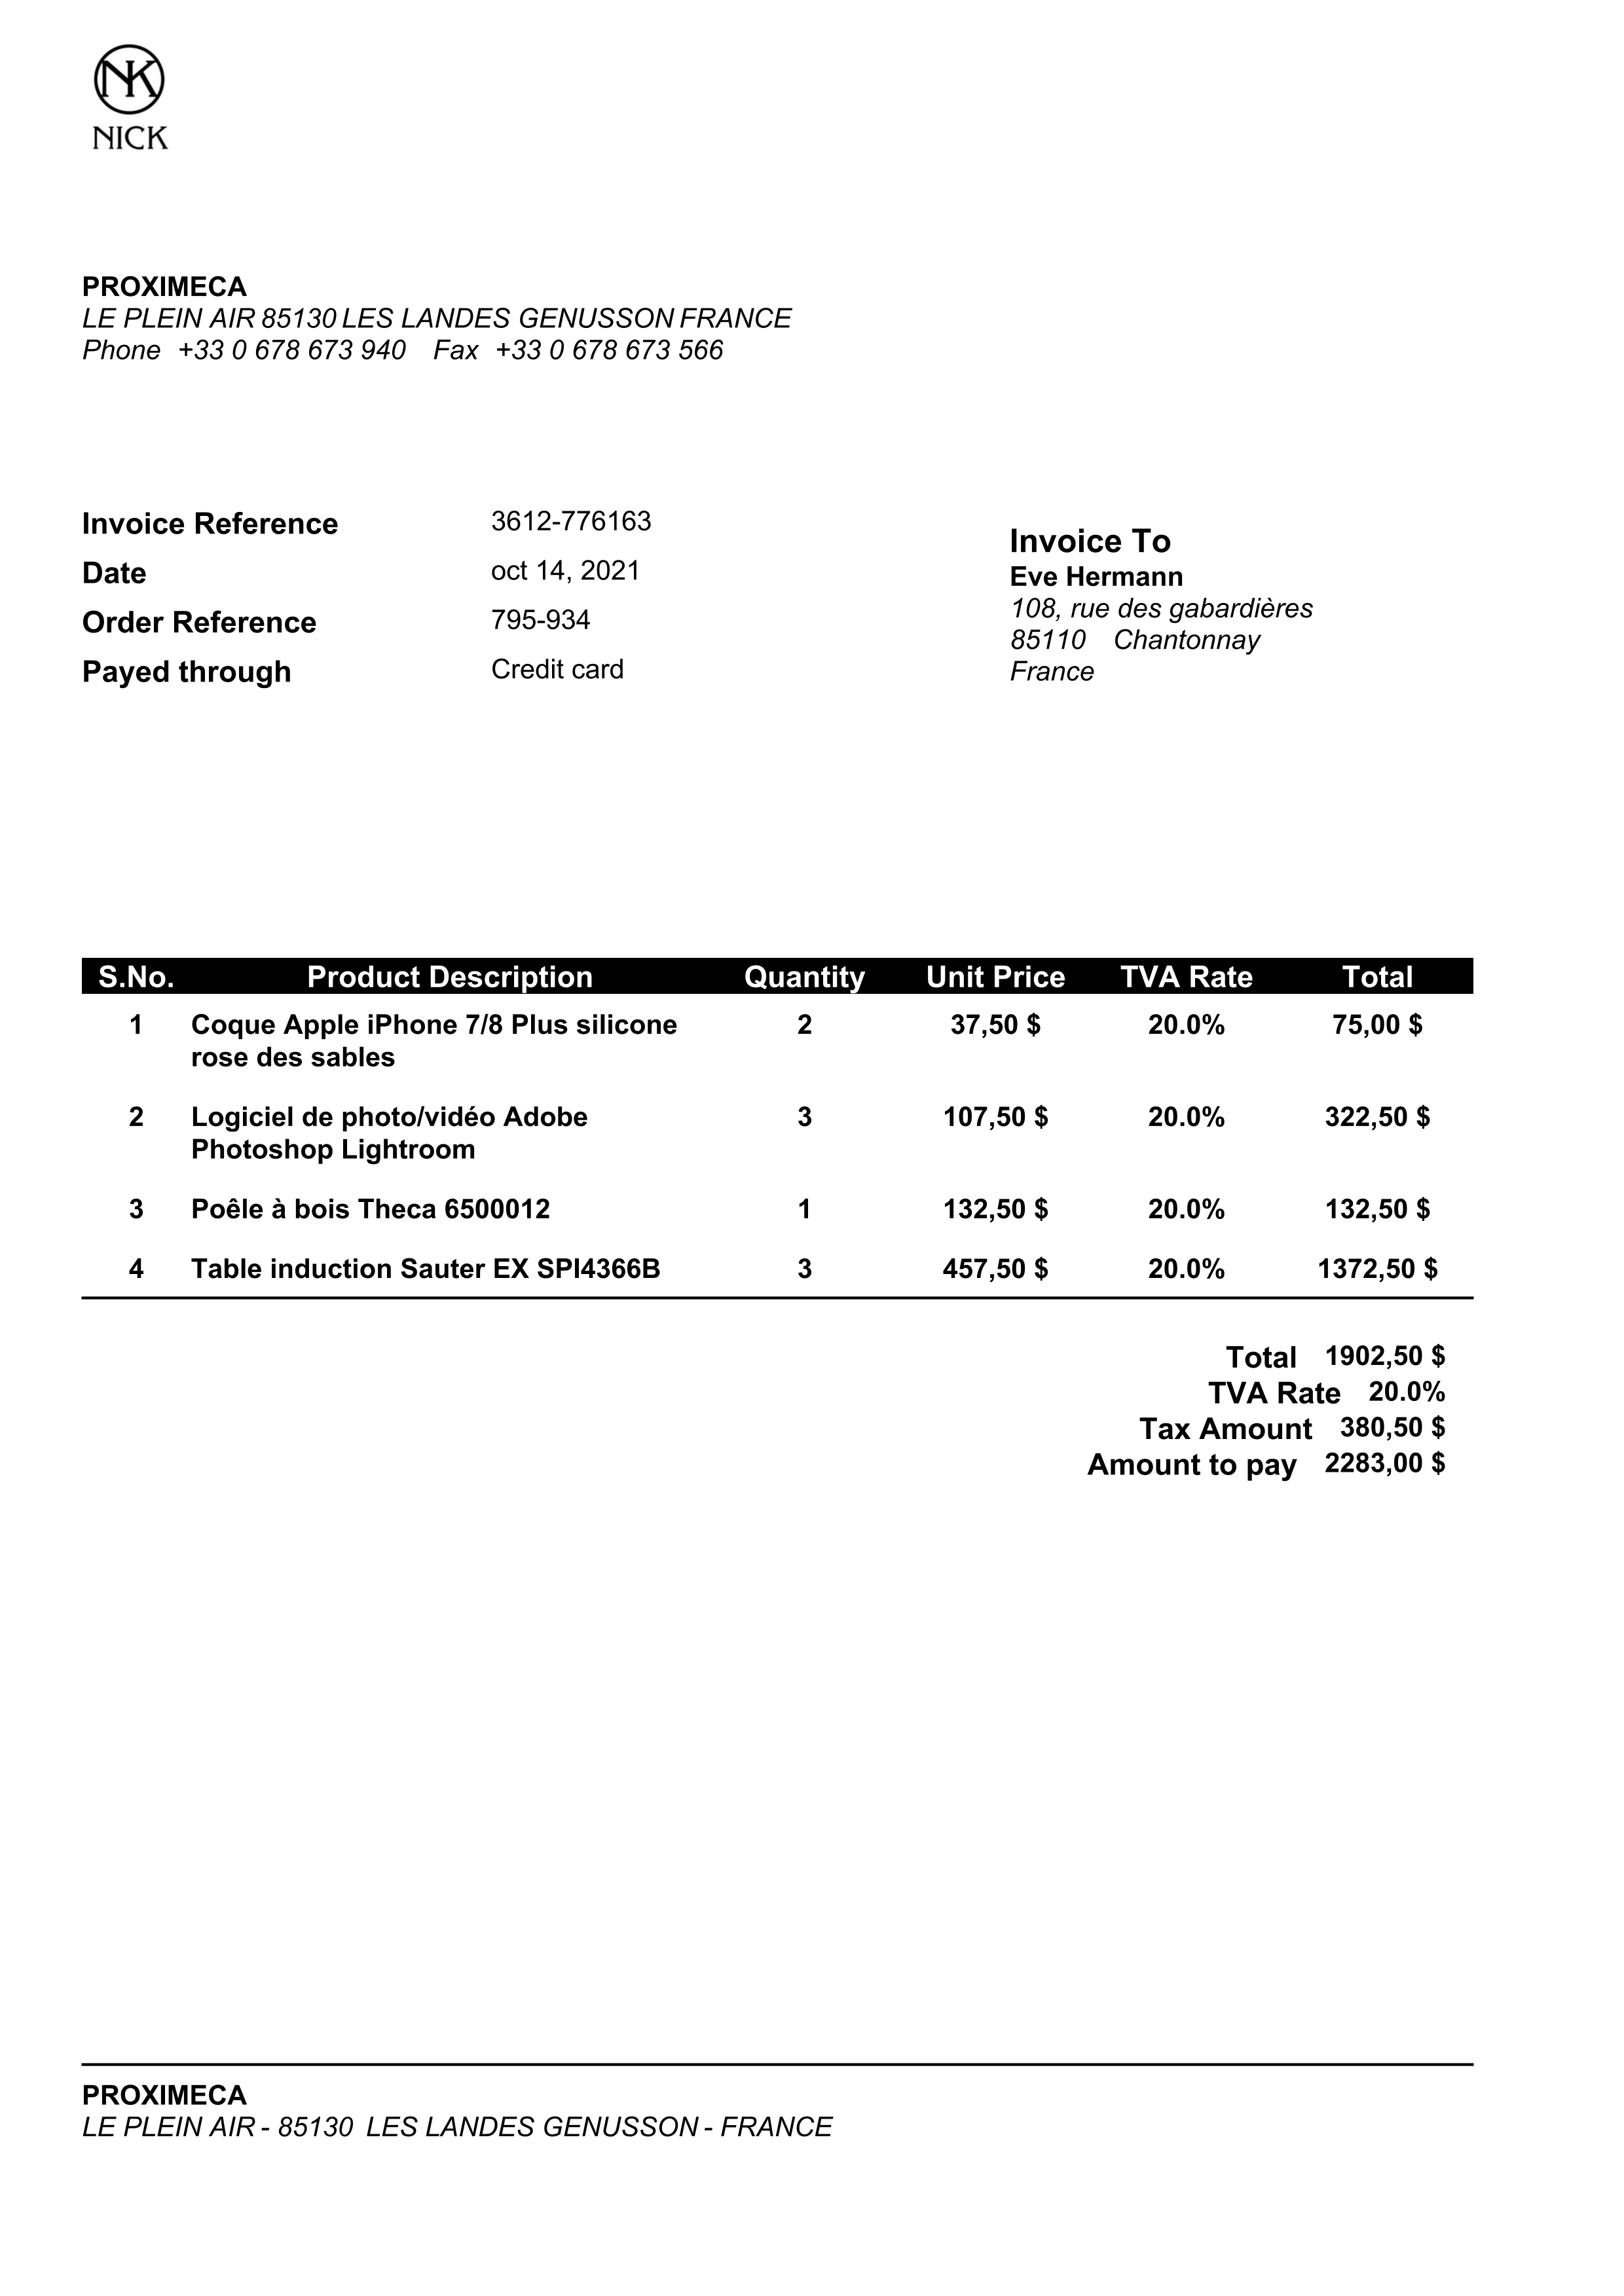 NK
NICK
PROXIMECA
LE PLEIN AIR 85130 LES LANDES GENUSSON FRANCE
Phone +33 0 678 673 940 Fax +33 0 678 673 566
Invoice Reference 3612-776163
Date oct 14, 2021
Order Reference 795-934
Payed through Credit card
Invoice To
Eve Hermann
108, rue des gabardières
85110 Chantonnay
France
S.No. Product Description Quantity Unit Price TVA Rate Total
1 Coque Apple iPhone 7/8 Plus silicone 2 37,50 $ 20.0% 75,00 $
rose des sables
2 Logiciel de photo/vidéo Adobe 3 107,50 $ 20.0% 322,50 $
Photoshop Lightroom
3 Poêle à bois Theca 6500012 1 132,50 $ 20.0% 132,50 $
4 Table induction Sauter EX SPI4366B 3 457,50 $ 20.0% 1372,50 $
Total 1902,50 $
TVA Rate 20.0%
Tax Amount 380,50 $
Amount to pay 2283,00 $
PROXIMECA
LE PLEIN AIR - 85130 LES LANDES GENUSSON - FRANCE